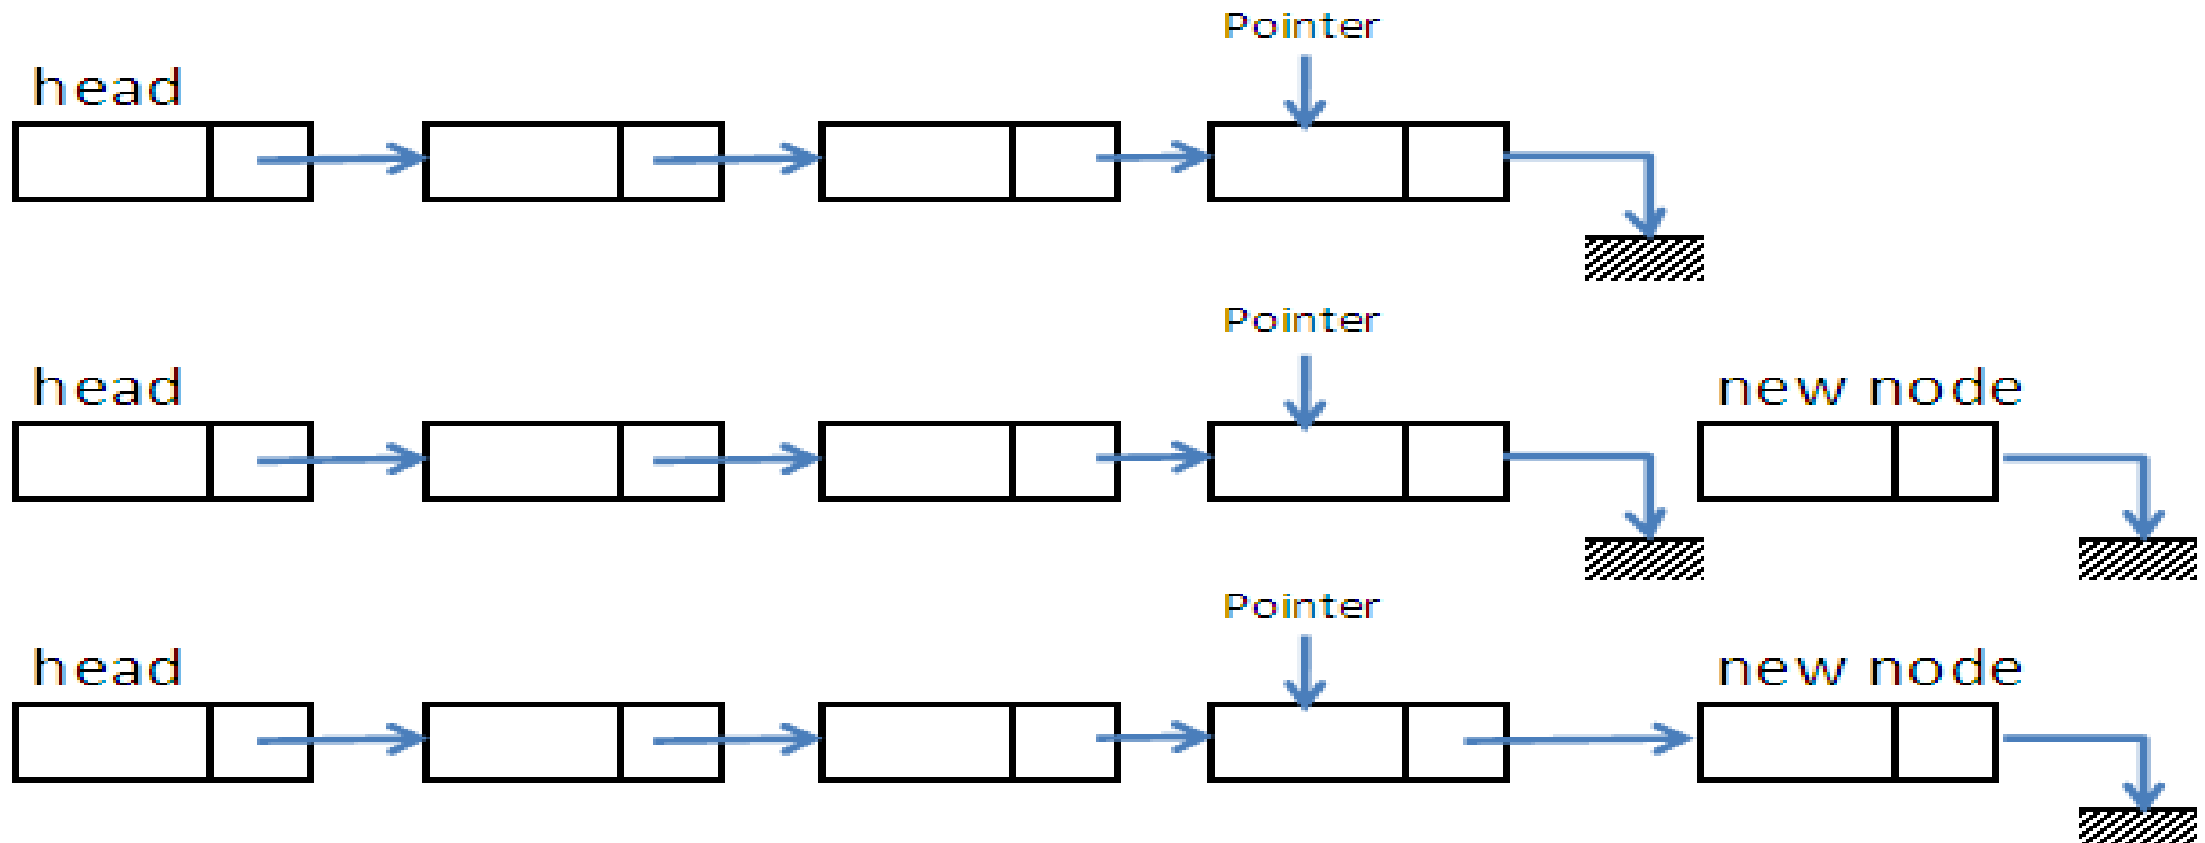 Pointer
head
Pointer
head new node
Pointer
head new node